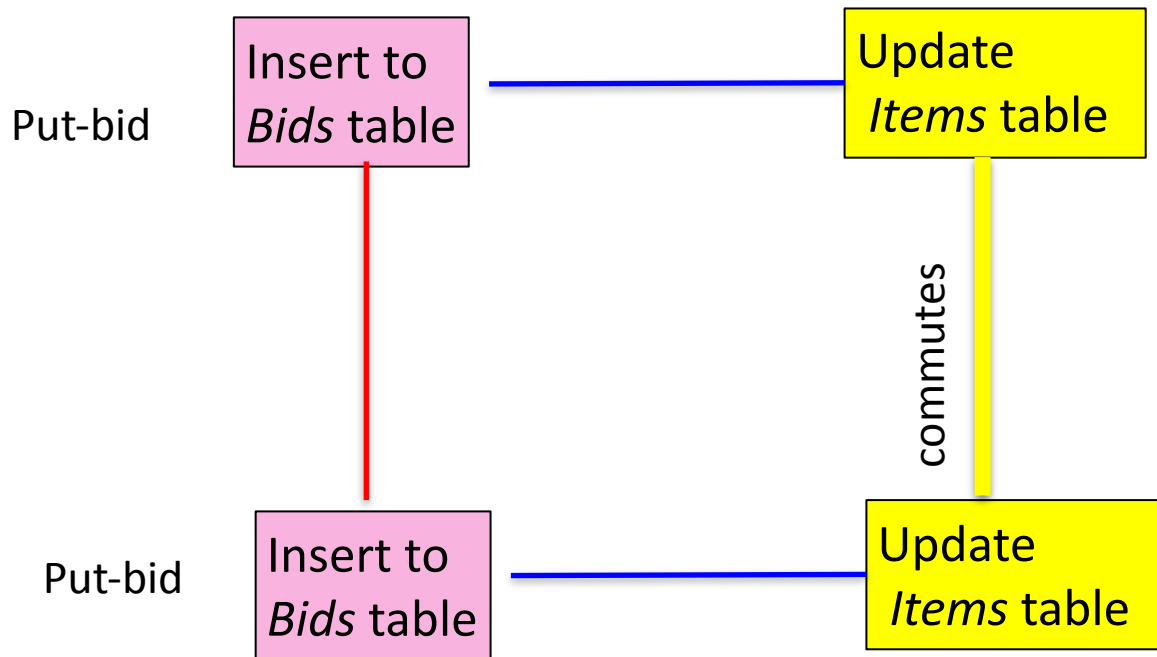 Put-bid
Insert to
Bids table
Update
Items table
commutes
Put-bid
Insert to
Bids table
Update
Items table